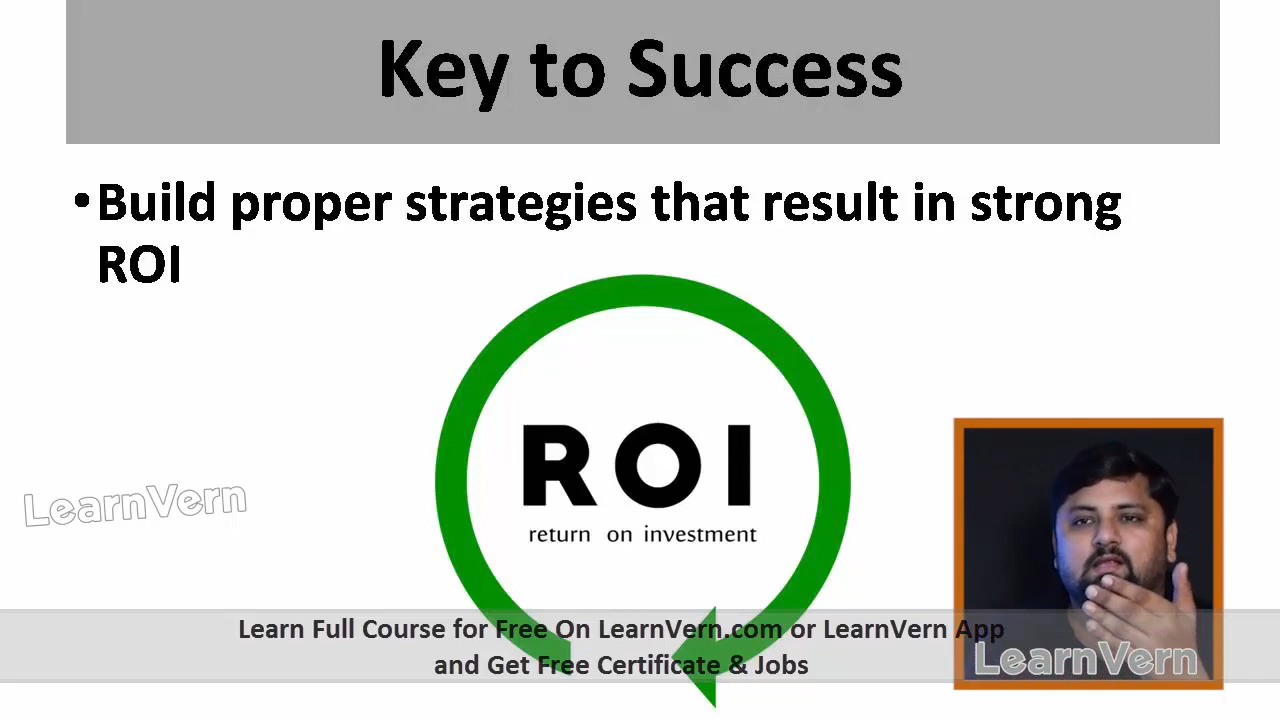 Key to Success
•Build proper strategies that result in strong
ROI
ROI
return on investment
LearnVern
Learn Full Course for Free On LearnVern.com or LearnVern App
and Get Free Certificate & Jobs
LearnVern